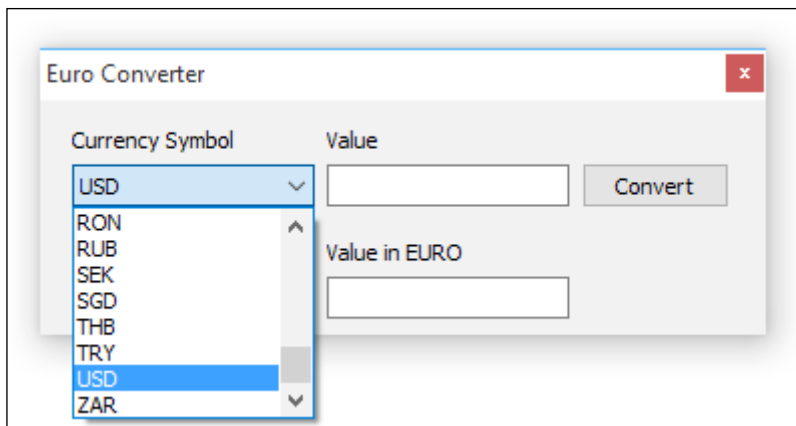 Euro Converter
x
Currency Symbol Value
USD Convert
RON
RUB
SEK
SGD
THB
TRY
USD
ZAR
Value in EURO